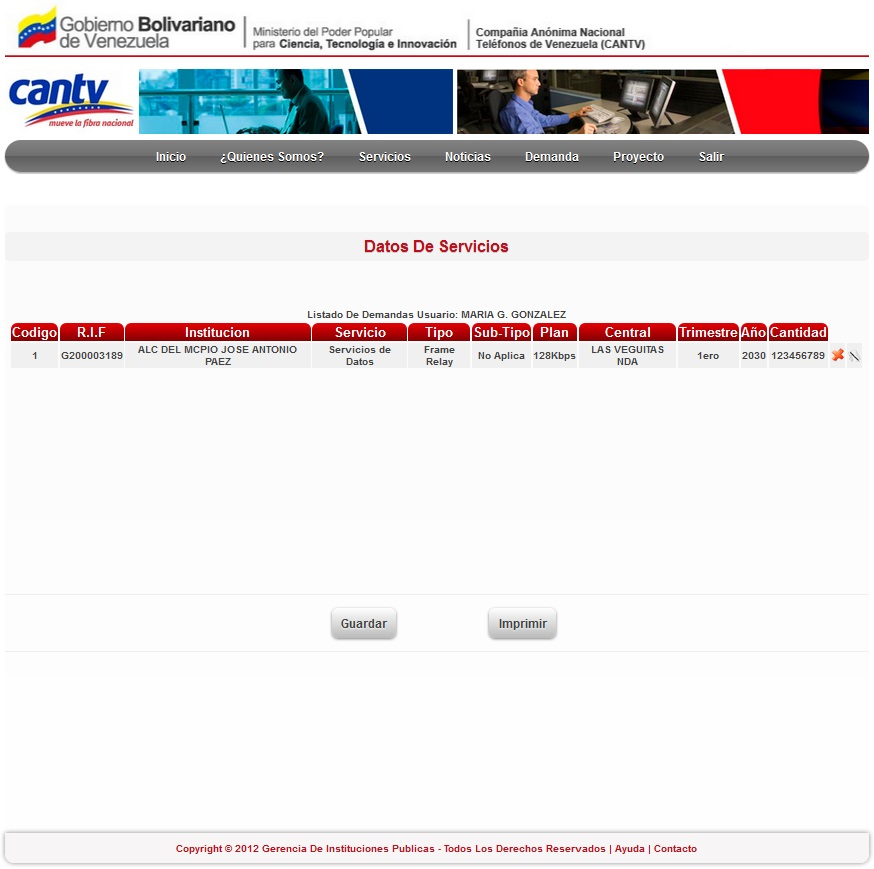 Gobierno Bolivariano
de Venezuela
Ministerio del Poder Popular
para Ciencia, Tecnología e Innovación
Compañia Anónima Nacional
Teléfonos de Venezuela (CANTV)
cantv
mueve la fibra nacional
Inicio ¿Quienes Somos? Servicios Noticias Demanda Proyecto Salir
Datos De Servicios
Listado De Demandas Usuario: MARIA G. GONZALEZ
Codigo R.I.F Institucion Servicio Tipo Sub-Tipo Plan Central Trimestre Año Cantidad
1 G200003189 ALC DEL MCPIO JOSE ANTONIO PAEZ Servicios de Datos Frame Relay No Aplica 128Kbps LAS VEGUITAS NDA 1ero 2030 123456789
Guardar Imprimir
Copyright © 2012 Gerencia De Instituciones Publicas - Todos Los Derechos Reservados | Ayuda | Contacto